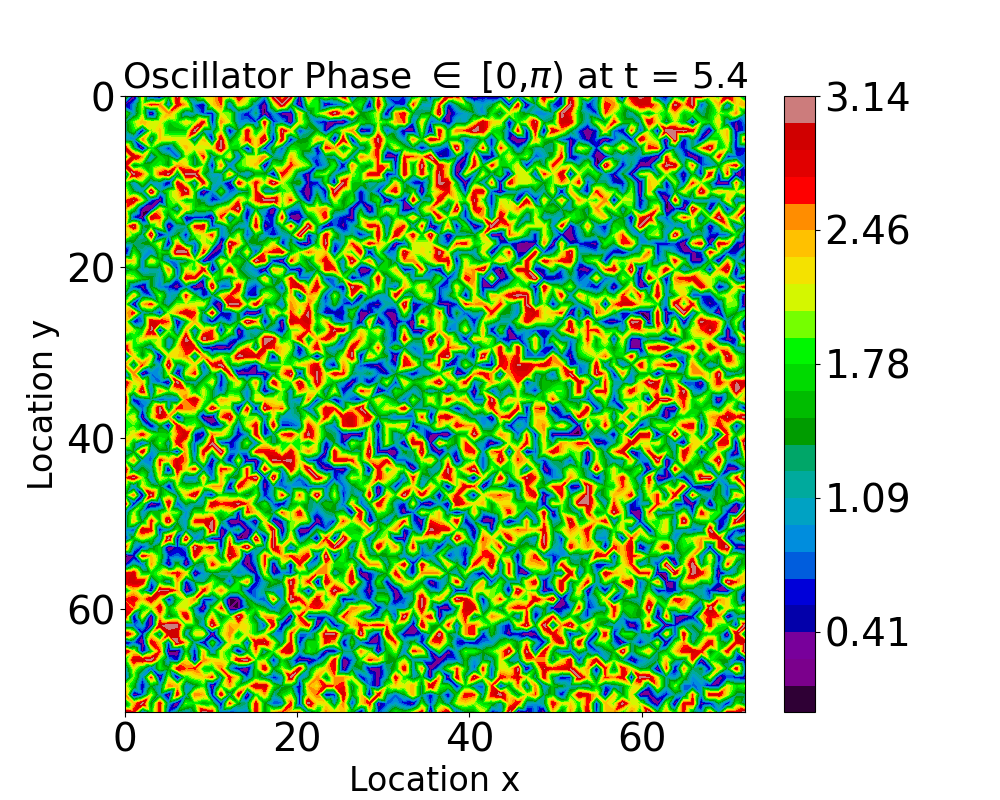 Oscillator Phase ∈ [0,π) at t = 5.4
0
20
40
60
Location y
0 20 40 60
Location x
3.14
2.46
1.78
1.09
0.41